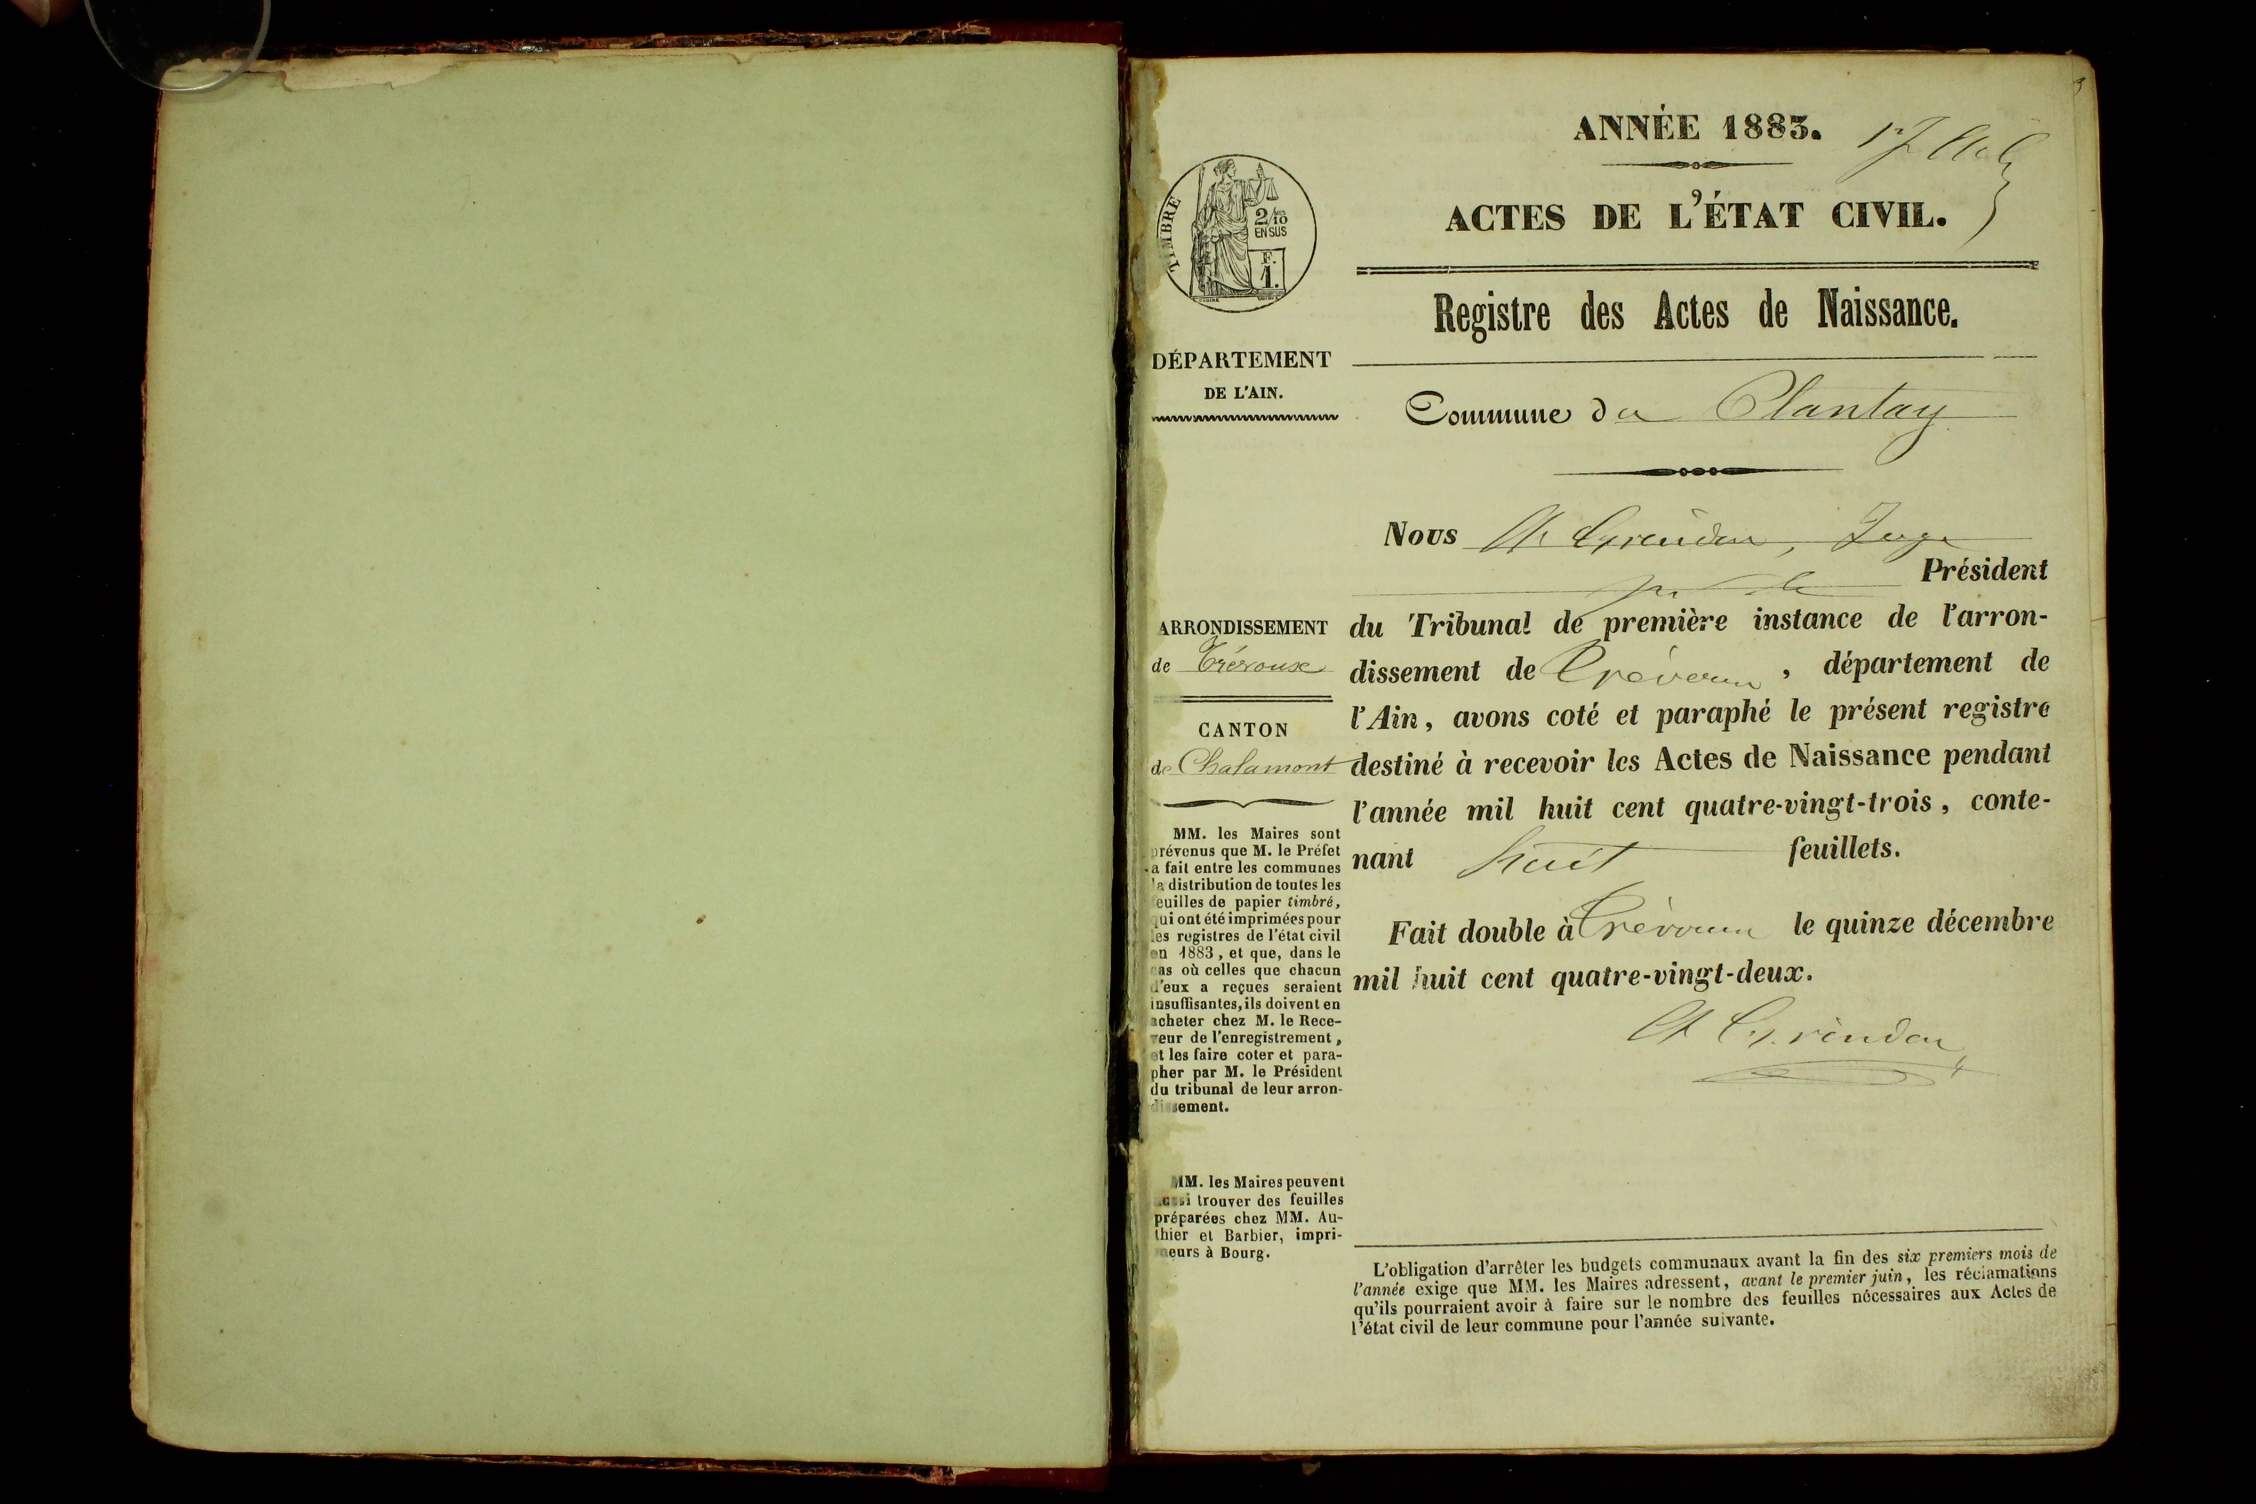 ANNÉE 1883.
ACTES DE L'ÉTAT CIVIL.
TIMBRE
2/10
EN SUS
F.
1.
Registre des Actes de Naissance.
DÉPARTEMENT
DE L'AIN.
Commune du Plantay
Nous Juge
Président
du Tribunal de première instance de l'arron-
dissement de Trévoux, département de
l'Ain, avons coté et paraphé le présent registre
destiné à recevoir les Actes de Naissance pendant
l'année mil huit cent quatre-vingt-trois, conte-
nant huit feuillets.
Fait double à Trévoux le quinze décembre
mil huit cent quatre-vingt-deux.
ARRONDISSEMENT
de Trévoux
CANTON
de Chalamont
MM. les Maires sont
prévenus que M. le Préfet
a fait entre les communes
la distribution de toutes les
feuilles de papier timbré,
qui ont été imprimées pour
les registres de l'état civil
en 1883, et que, dans le
cas où celles que chacun
d'eux a reçues seraient
insuffisantes, ils doivent en
acheter chez M. le Rece-
veur de l'enregistrement,
et les faire coter et para-
pher par M. le Président
du tribunal de leur arron-
dissement.
MM. les Maires peuvent
aussi trouver des feuilles
préparées chez MM. Au-
thier et Barbier, impri-
meurs à Bourg.
L'obligation d'arrêter les budgets communaux avant la fin des six premiers mois de
l'année exige que MM. les Maires adressent, avant le premier juin, les réclamations
qu'ils pourraient avoir à faire sur le nombre des feuilles nécessaires aux Actes de
l'état civil de leur commune pour l'année suivante.